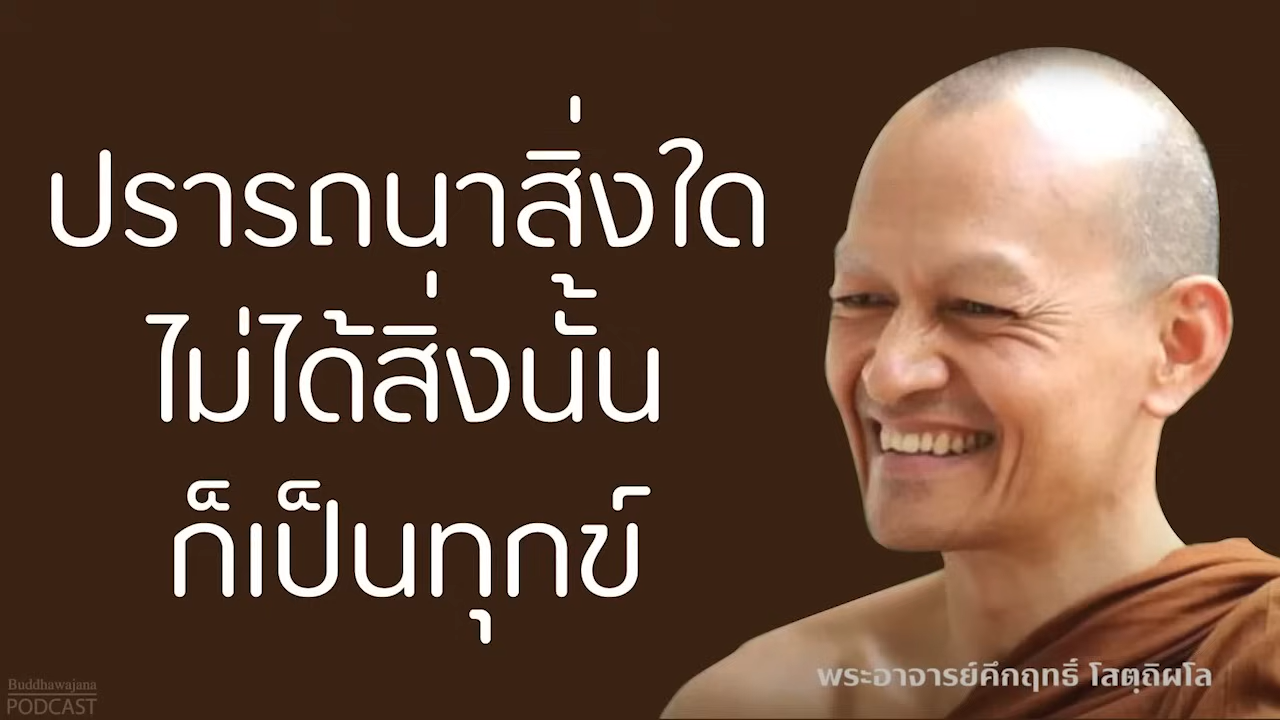 ปรารถนาสิ่งใด
ไม่ได้สิ่งนั้น
ก็เป็นทุกข์
พระอาจารย์คึกฤทธิ์ โสตฺถิผโล
Buddhawajana
PODCAST